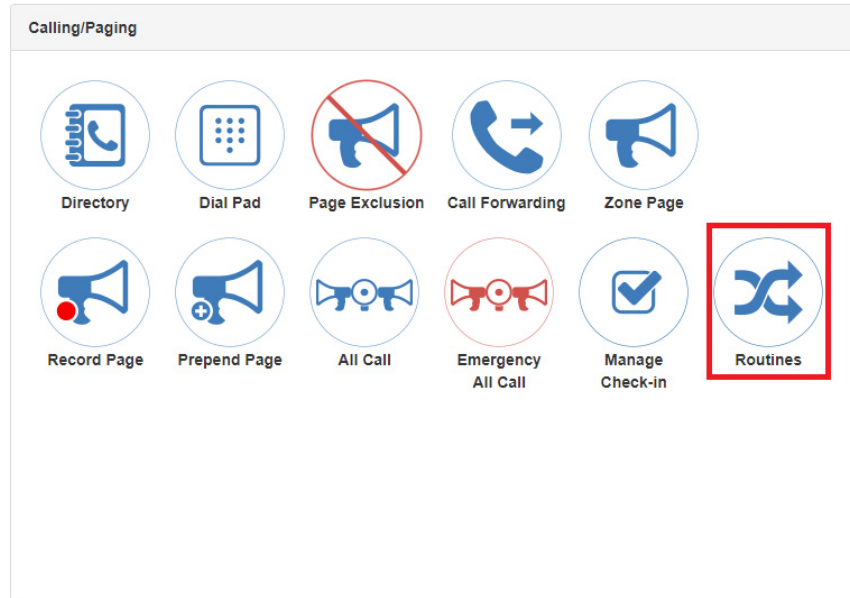 Calling/Paging
Directory
Dial Pad
Page Exclusion
Call Forwarding
Zone Page
Record Page
Prepend Page
All Call
Emergency
All Call
Manage
Check-in
Routines